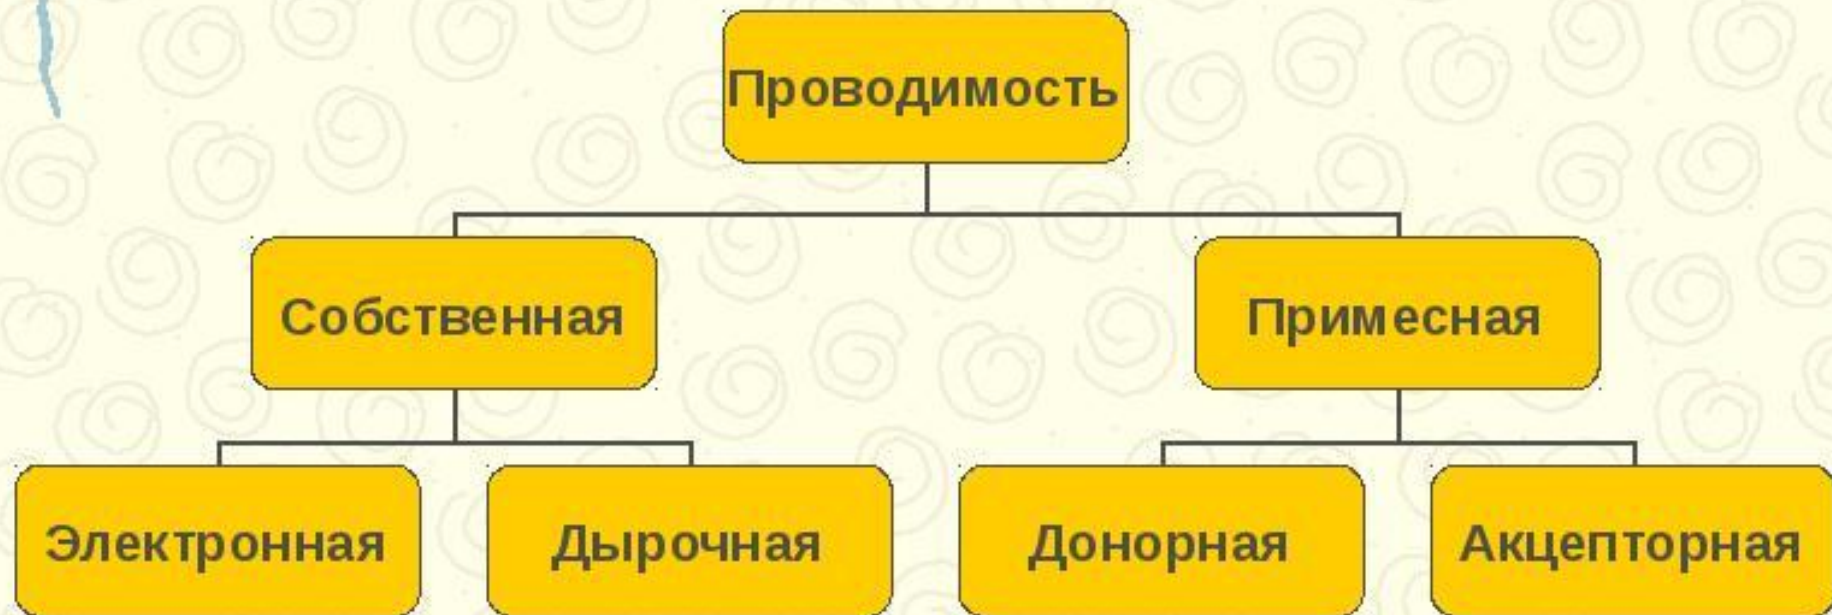 Проводимость
Собственная
Примесная
Электронная
Дырочная
Донорная
Акцепторная